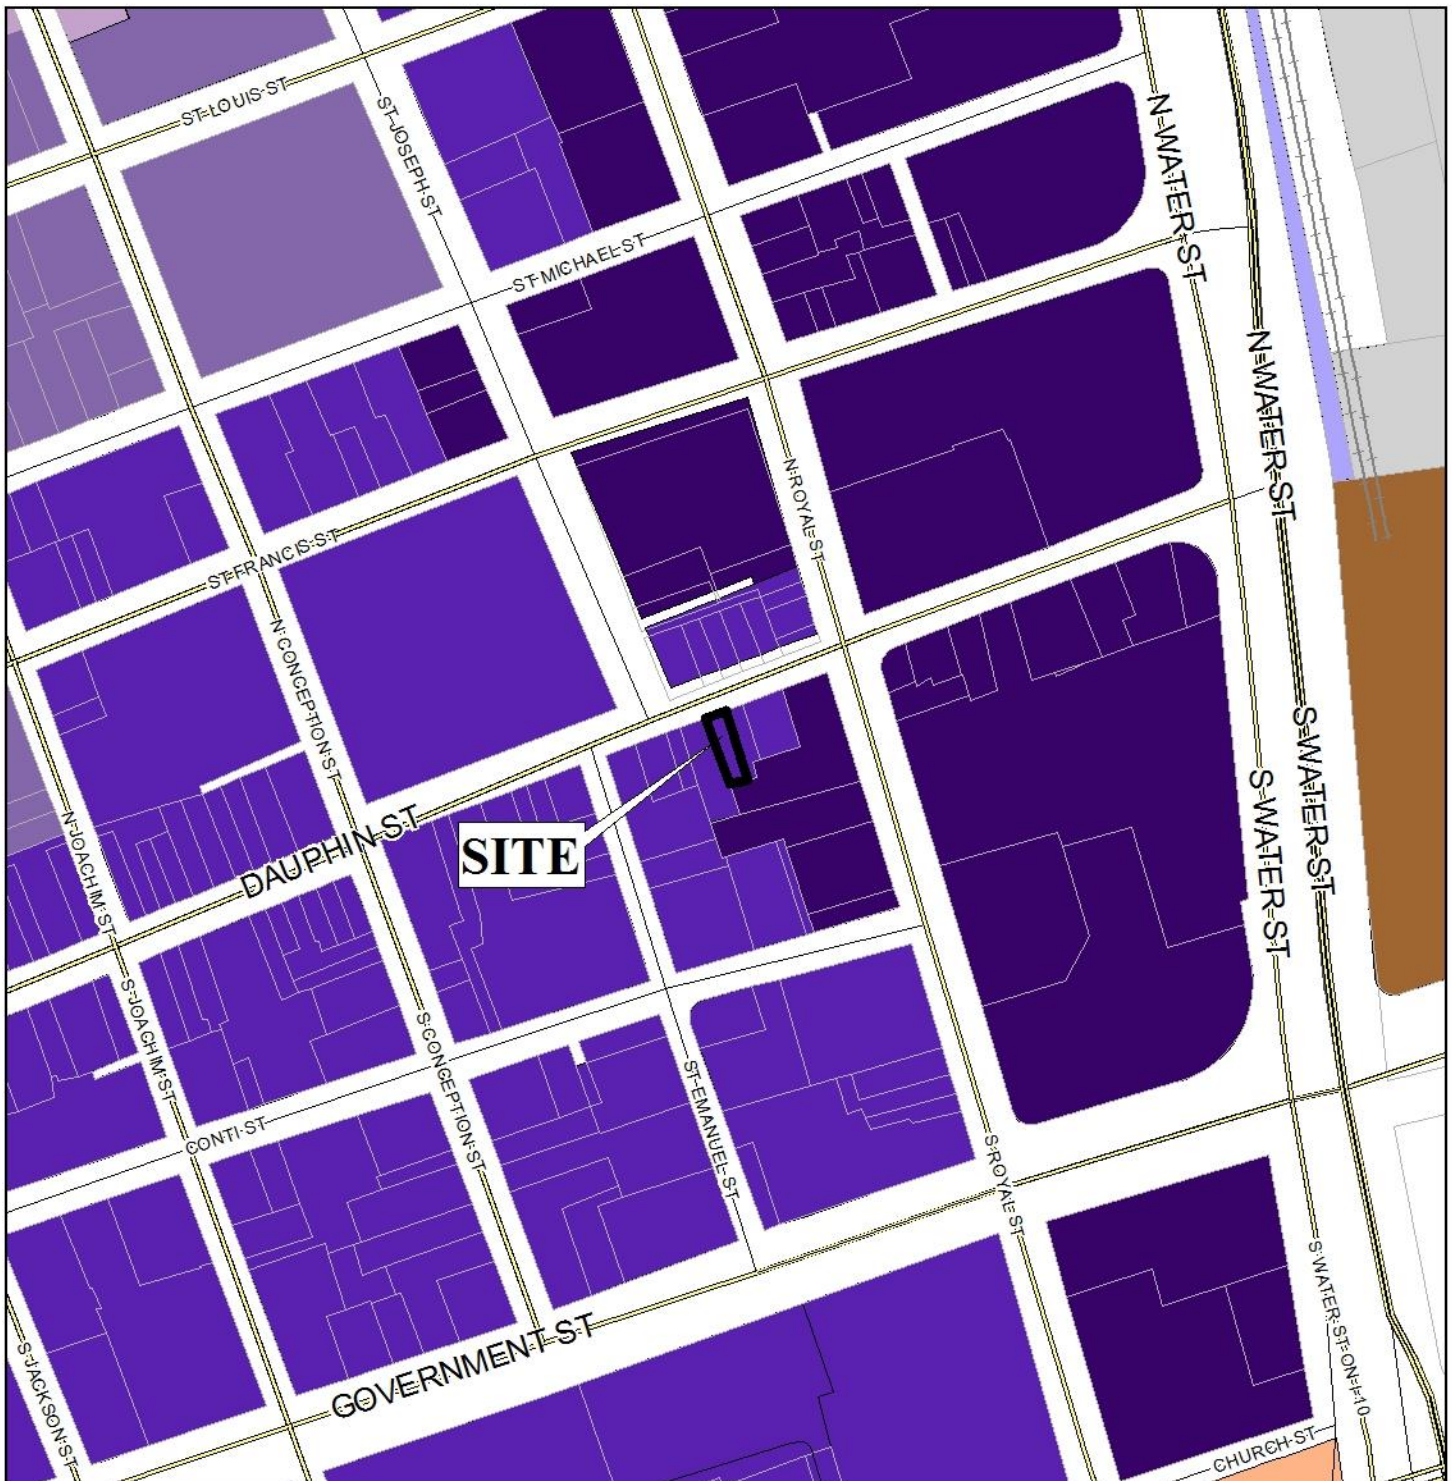 ST LOUIS ST
ST JOSEPH ST
N WATER ST
ST MICHAEL ST
N WATER ST
N ROYAL ST
ST FRANCIS ST
N CONCEPTION ST
S WATER ST
S WATER ST
N JOACHIM ST
DAUPHIN ST
SITE
S JOACHIM ST
S CONCEPTION ST
ST EMANUEL ST
CONTI ST
S ROYAL ST
GOVERNMENT ST
S WATER ST ON I-10
S JACKSON ST
CHURCH ST